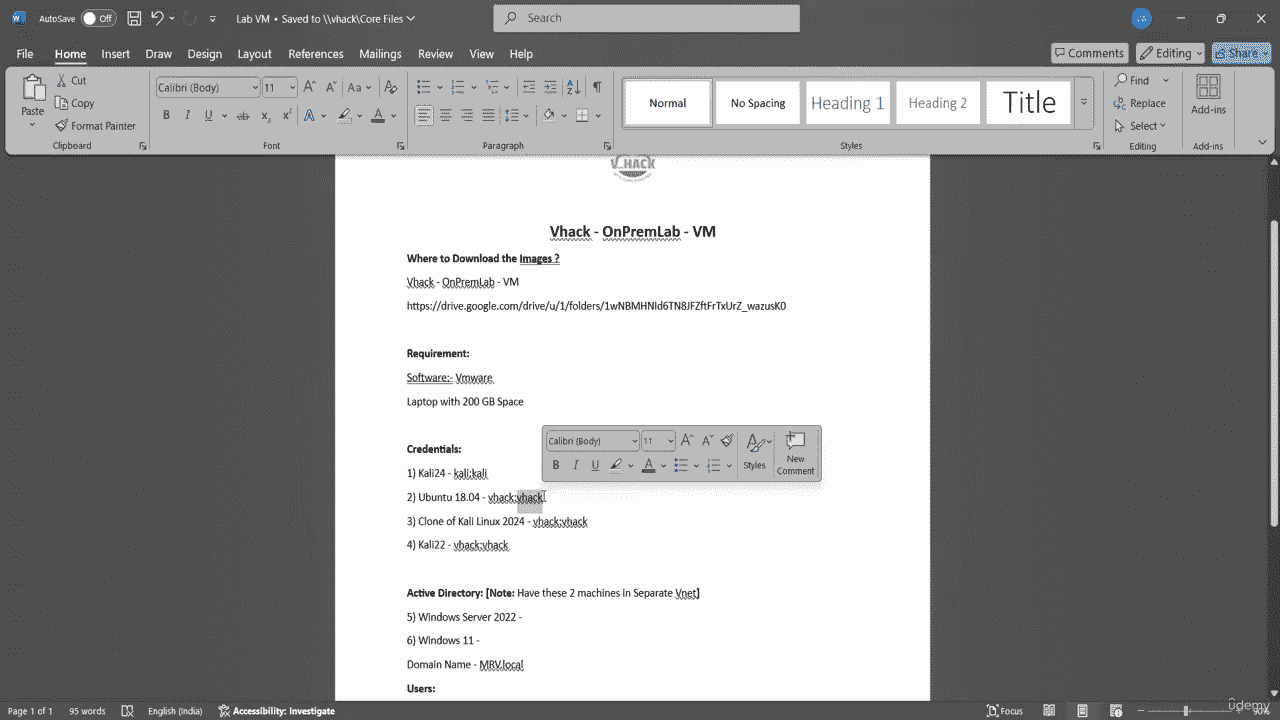 Lab VM • Saved to \\vhack\CoreFiles
Search
File Home Insert Draw Design Layout References Mailings Review View Help
Comments Editing Share
Paste Cut Copy Format Painter
Calibri (Body) 11
Normal No Spacing Heading 1 Heading 2 Title
Find Replace Select Add-ins
Clipboard Font Paragraph Styles Editing Add-ins
V_HACK
Vhack - OnPremLab - VM
Where to Download the Images ?
Vhack - OnPremLab - VM
https://drive.google.com/drive/u/1/folders/1wNBMHNId6TN8JFZftFrTxUrZ_wazusK0
Requirement:
Software:- Vmware
Laptop with 200 GB Space
Calibri (Body) 11
Styles New Comment
Credentials:
1) Kali24 - kali:kali
2) Ubuntu 18.04 - vhack:vhack
3) Clone of Kali Linux 2024 - vhack:vhack
4) Kali22 - vhack:vhack
Active Directory: [Note: Have these 2 machines in Separate Vnet]
5) Windows Server 2022 -
6) Windows 11 -
Domain Name - MRV.local
Users:
Page 1 of 1 95 words English (India) Accessibility: Investigate Focus